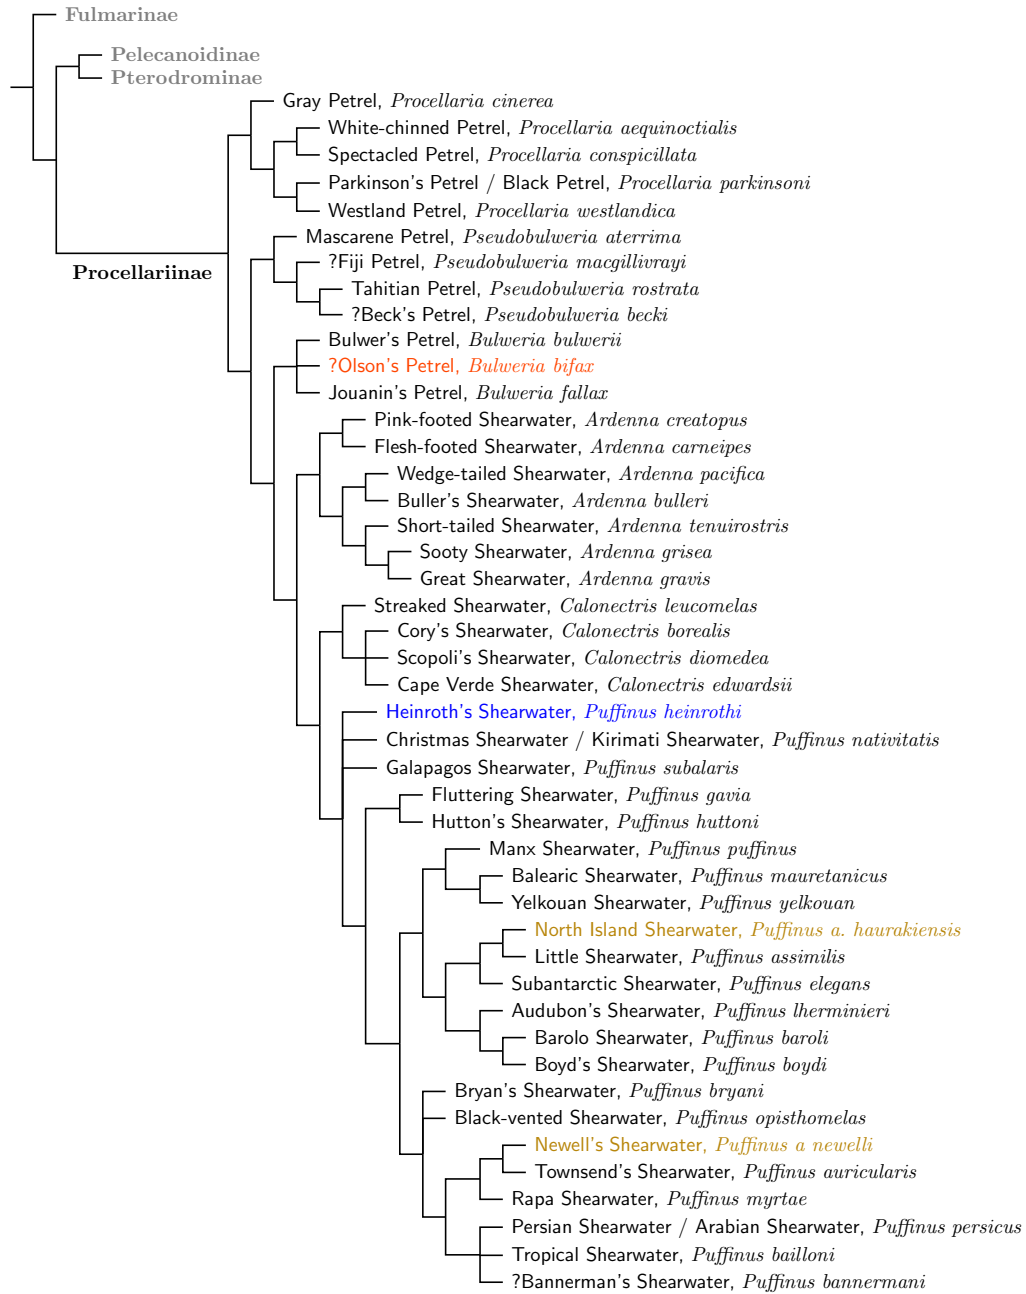 Fulmarinae
Pelecanoidinae
Pterodrominae
Gray Petrel, Procellaria cinerea
White-chinned Petrel, Procellaria aequinoctialis
Spectacled Petrel, Procellaria conspicillata
Parkinson's Petrel / Black Petrel, Procellaria parkinsoni
Westland Petrel, Procellaria westlandica
Mascarene Petrel, Pseudobulweria aterrima
?Fiji Petrel, Pseudobulweria macgillivrayi
Procellariinae
Tahitian Petrel, Pseudobulweria rostrata
?Beck's Petrel, Pseudobulweria becki
Bulwer's Petrel, Bulweria bulwerii
?Olson's Petrel, Bulweria bifax
Jouanin's Petrel, Bulweria fallax
Pink-footed Shearwater, Ardenna creatopus
Flesh-footed Shearwater, Ardenna carneipes
Wedge-tailed Shearwater, Ardenna pacifica
Buller's Shearwater, Ardenna bulleri
Short-tailed Shearwater, Ardenna tenuirostris
Sooty Shearwater, Ardenna grisea
Great Shearwater, Ardenna gravis
Streaked Shearwater, Calonectris leucomelas
Cory's Shearwater, Calonectris borealis
Scopoli's Shearwater, Calonectris diomedea
Cape Verde Shearwater, Calonectris edwardsii
Heinroth's Shearwater, Puffinus heinrothi
Christmas Shearwater / Kirimati Shearwater, Puffinus nativitatis
Galapagos Shearwater, Puffinus subalaris
Fluttering Shearwater, Puffinus gavia
Hutton's Shearwater, Puffinus huttoni
Manx Shearwater, Puffinus puffinus
Balearic Shearwater, Puffinus mauretanicus
Yelkouan Shearwater, Puffinus yelkouan
North Island Shearwater, Puffinus a. haurakiensis
Little Shearwater, Puffinus assimilis
Subantarctic Shearwater, Puffinus elegans
Audubon's Shearwater, Puffinus lherminieri
Barolo Shearwater, Puffinus baroli
Boyd's Shearwater, Puffinus boydi
Bryan's Shearwater, Puffinus bryani
Black-vented Shearwater, Puffinus opisthomelas
Newell's Shearwater, Puffinus a newelli
Townsend's Shearwater, Puffinus auricularis
Rapa Shearwater, Puffinus myrtae
Persian Shearwater / Arabian Shearwater, Puffinus persicus
Tropical Shearwater, Puffinus bailloni
?Bannerman's Shearwater, Puffinus bannermani